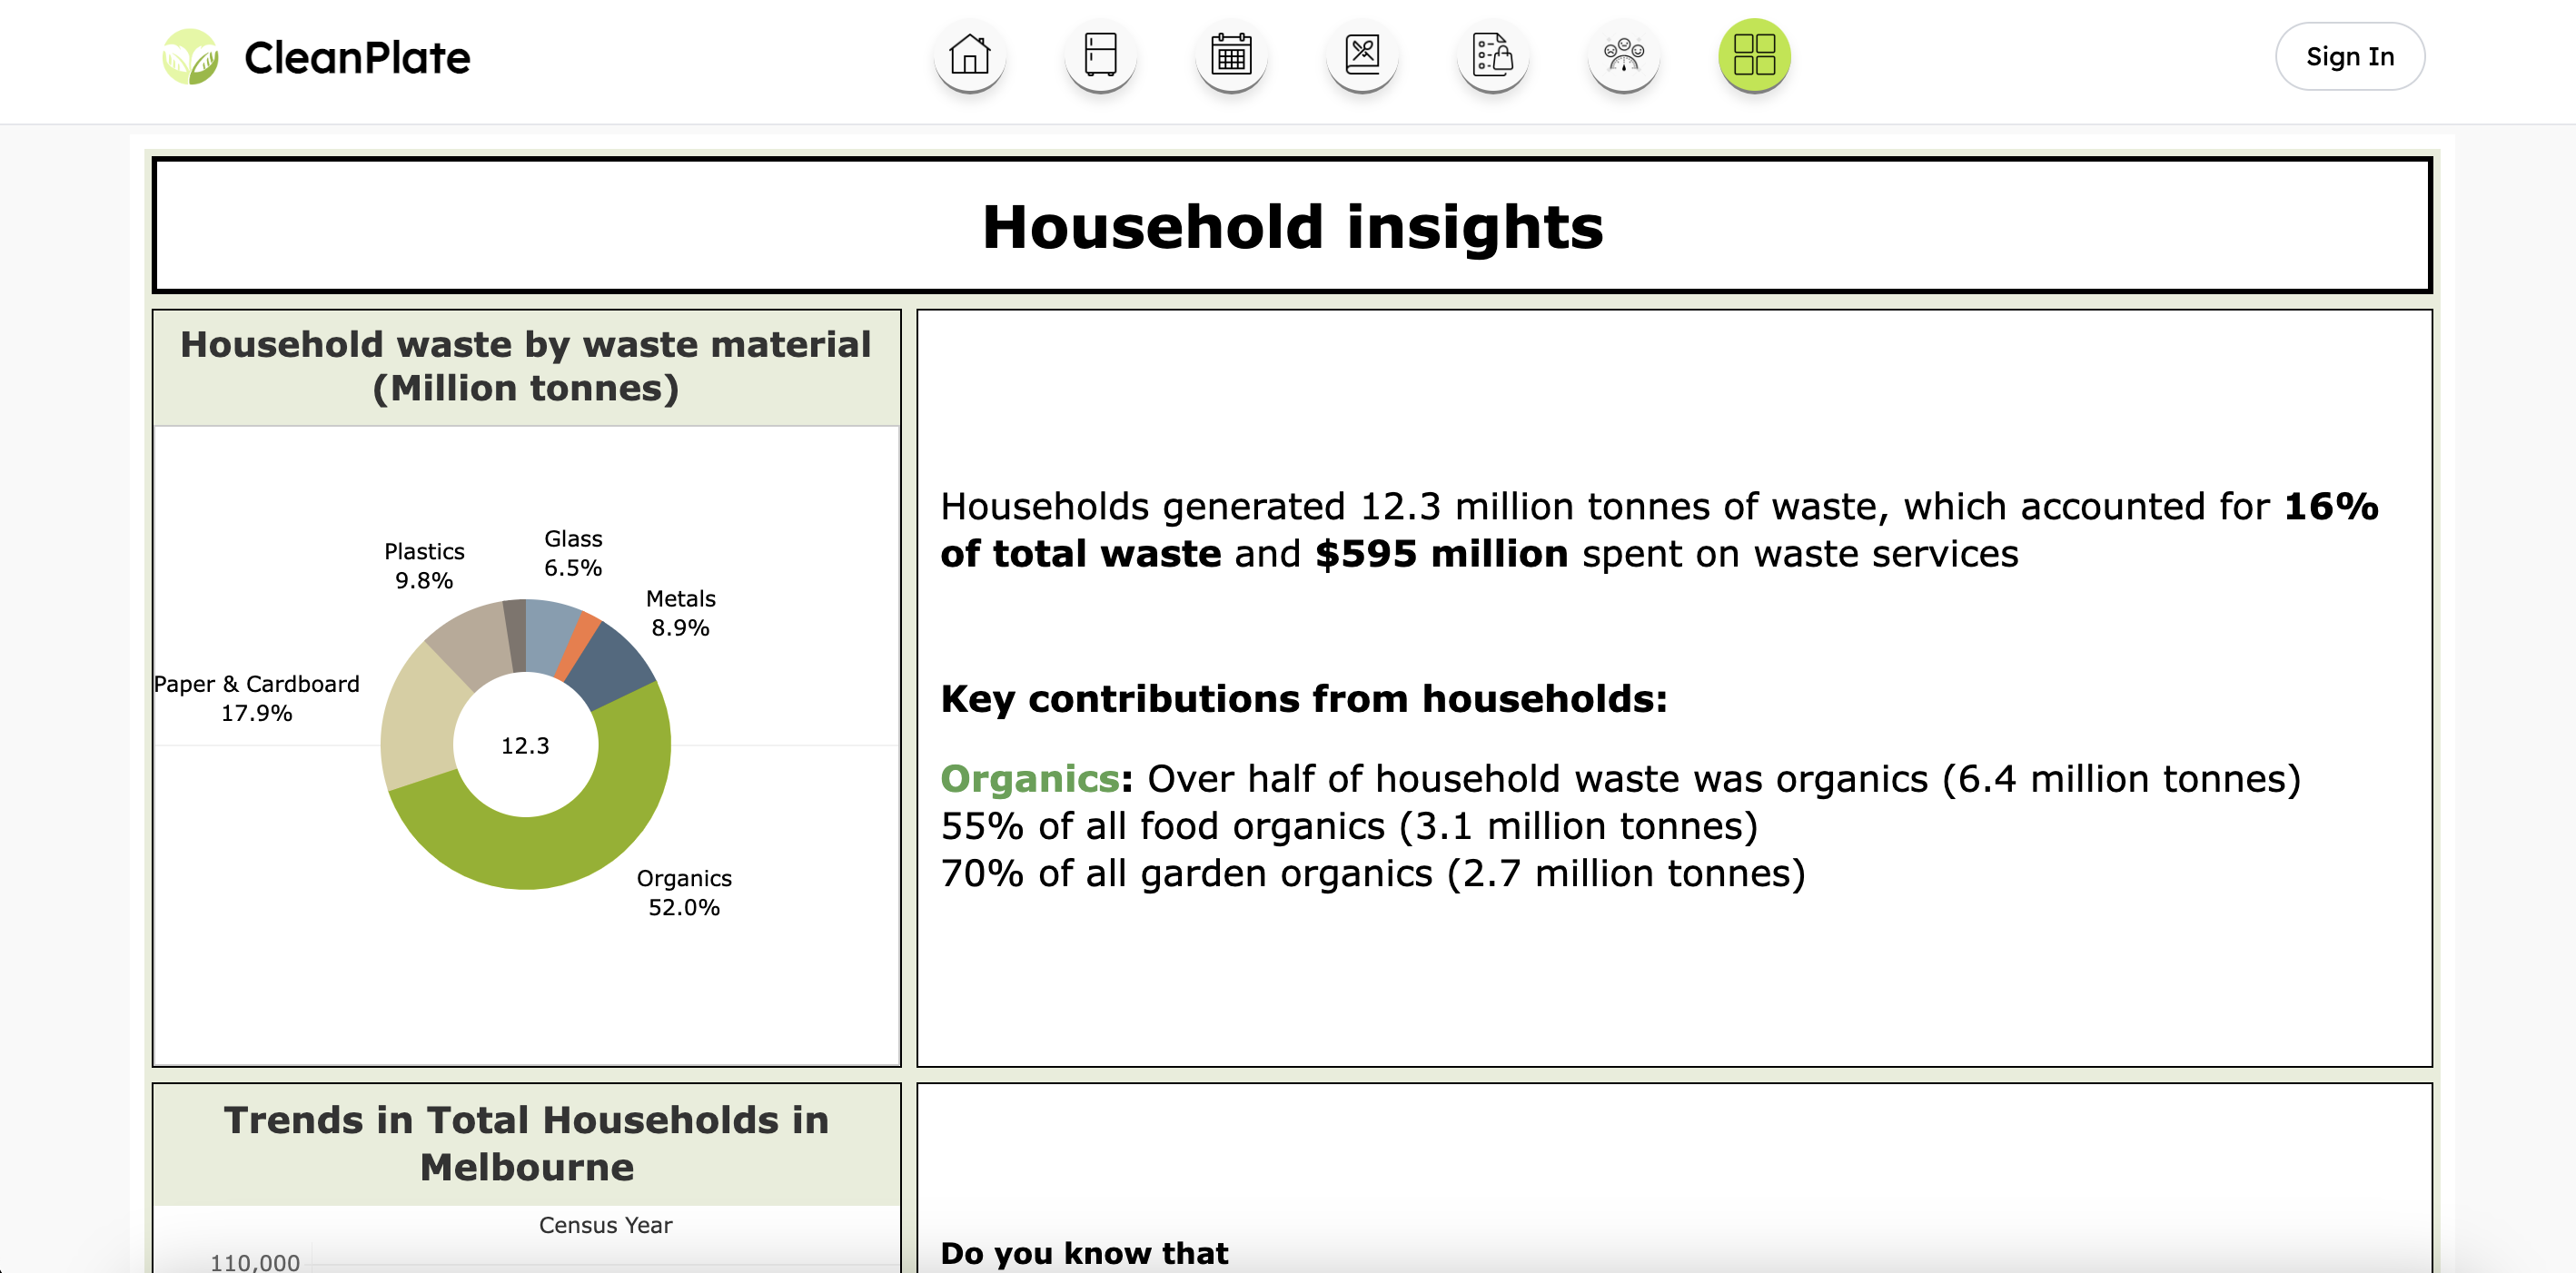 CleanPlate
Sign In
Household insights
Household waste by waste material
(Million tonnes)
Glass
6.5%
Plastics
9.8%
Metals
8.9%
Paper & Cardboard
17.9%
12.3
Organics
52.0%
Households generated 12.3 million tonnes of waste, which accounted for 16%
of total waste and $595 million spent on waste services
Key contributions from households:
Organics: Over half of household waste was organics (6.4 million tonnes)
55% of all food organics (3.1 million tonnes)
70% of all garden organics (2.7 million tonnes)
Trends in Total Households in
Melbourne
Census Year
110,000
Do you know that